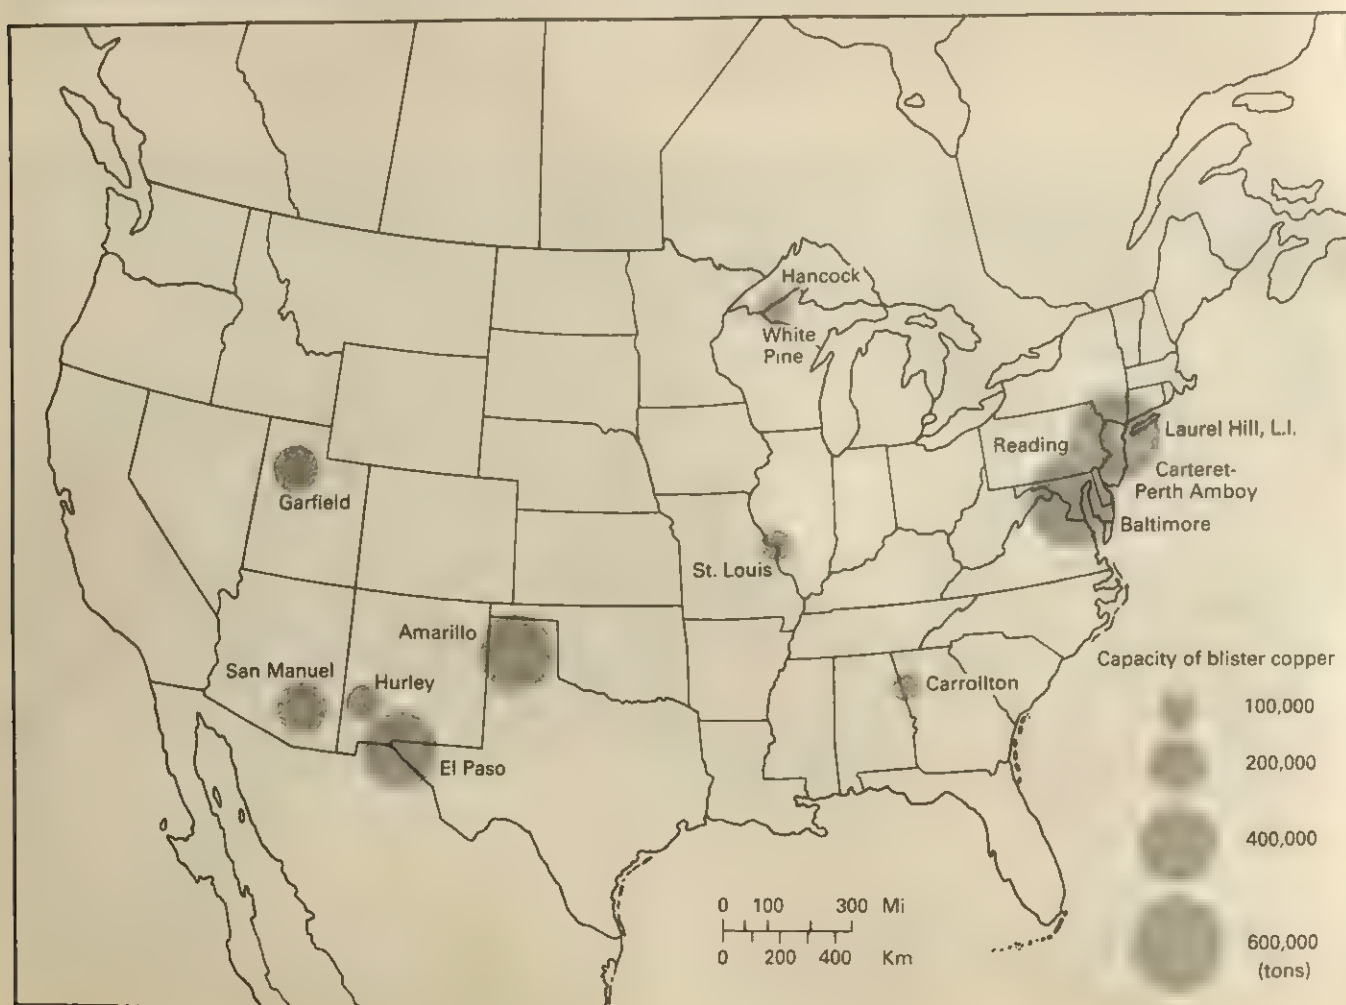 Hancock
White
Pine
Laurel Hill, L.I.
Reading
Carteret-
Perth Amboy
Baltimore
Garfield
St. Louis
Amarillo
San Manuel
Hurley
El Paso
Carrollton
Capacity of blister copper
100,000
200,000
400,000
600,000
(tons)
0 100 300 Mi
0 200 400 Km